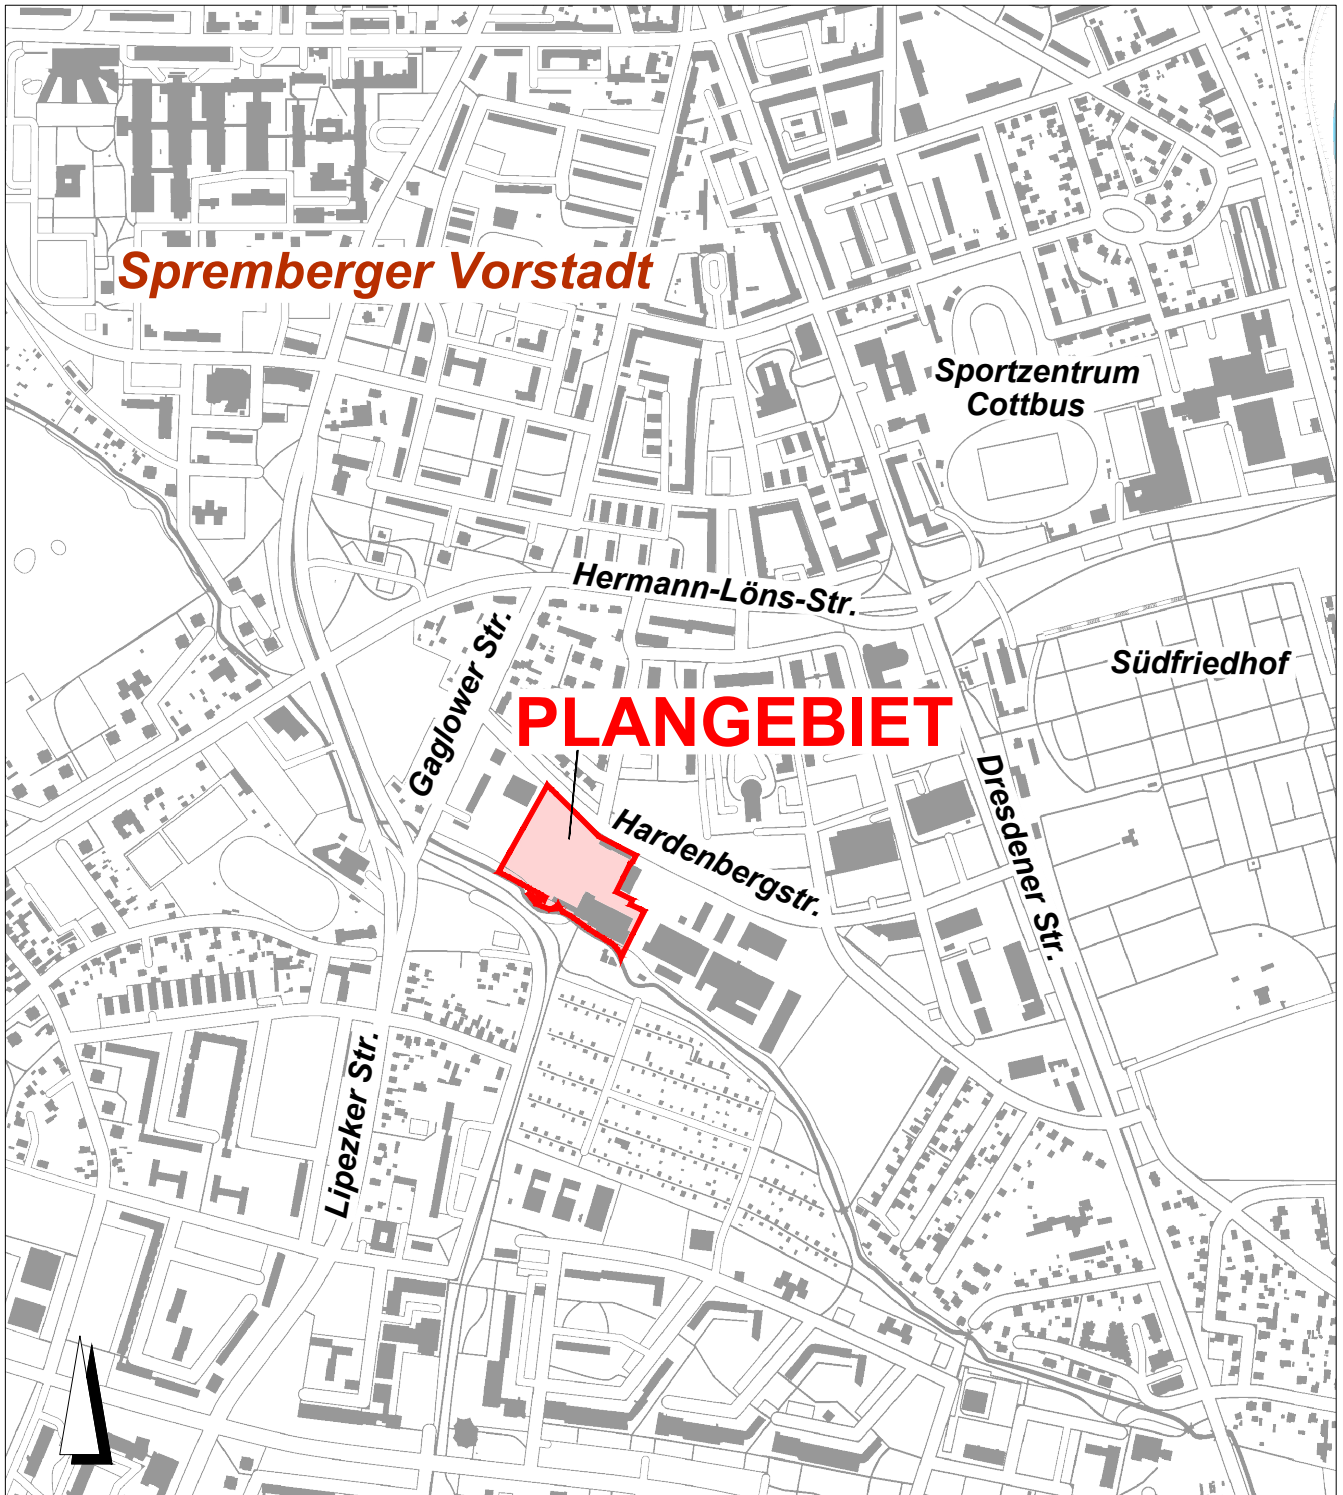 Spremberger Vorstadt
Sportzentrum
Cottbus
Hermann-Löns-Str.
Gaglower Str.
Südfriedhof
PLANGEBIET
Dresdener Str.
Hardenbergstr.
Lipezker Str.